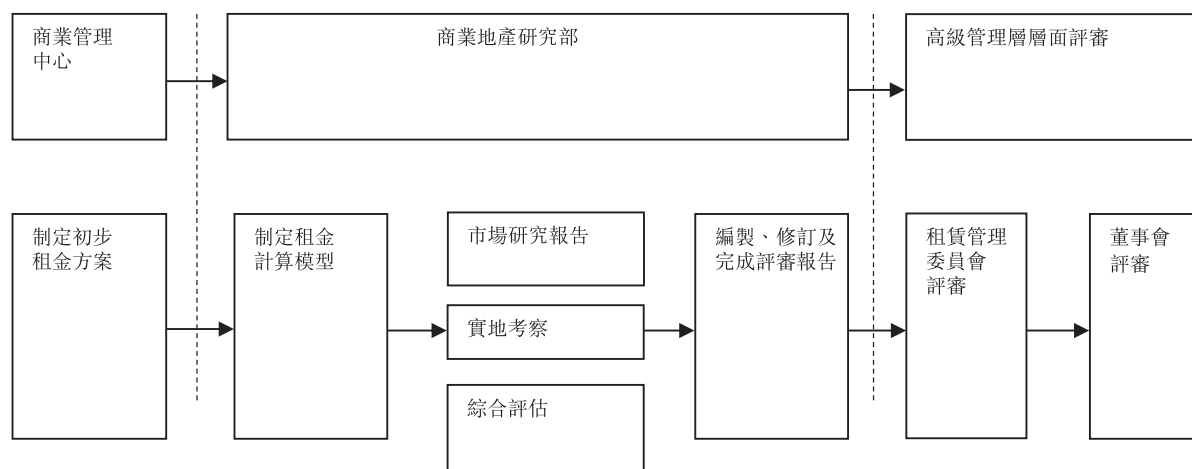 商業管理
中心
商業地產研究部
高級管理層層面評審
制定初步
租金方案
制定租金
計算模型
市場研究報告
實地考察
綜合評估
編製、修訂及
完成評審報告
租賃管理
委員會
評審
董事會
評審